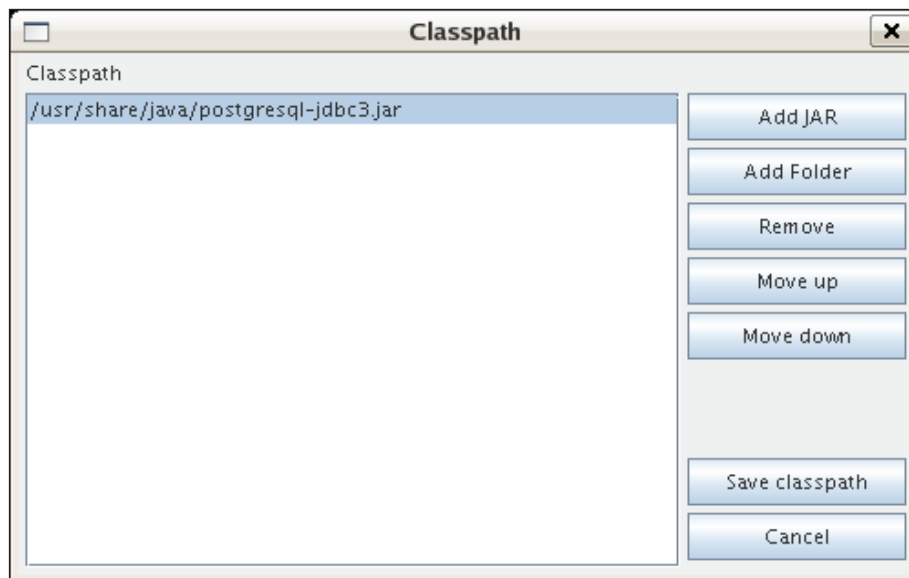 Classpath
Classpath
/usr/share/java/postgresql-jdbc3.jar
Add JAR
Add Folder
Remove
Move up
Move down
Save classpath
Cancel